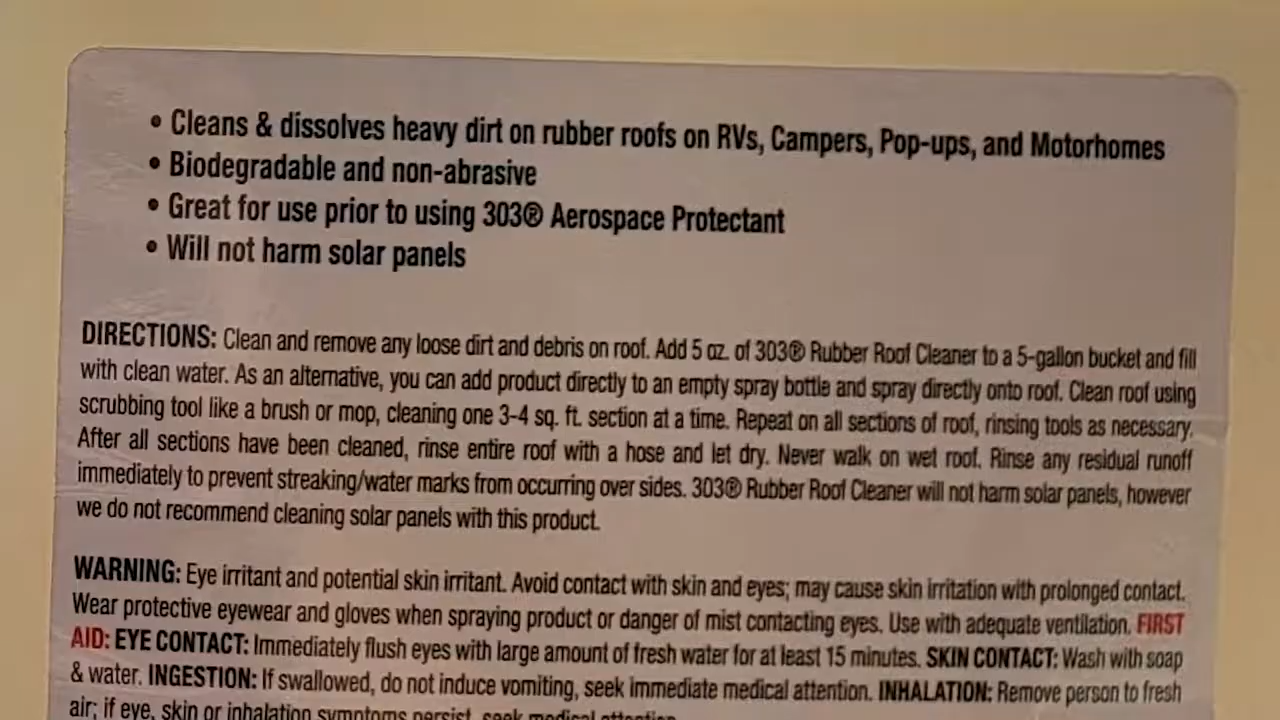 • Cleans & dissolves heavy dirt on rubber roofs on RVs, Campers, Pop-ups, and Motorhomes
• Biodegradable and non-abrasive
• Great for use prior to using 303® Aerospace Protectant
• Will not harm solar panels
DIRECTIONS: Clean and remove any loose dirt and debris on roof. Add 5 oz. of 303® Rubber Roof Cleaner to a 5-gallon bucket and fill
with clean water. As an alternative, you can add product directly to an empty spray bottle and spray directly onto roof. Clean roof using
scrubbing tool like a brush or mop, cleaning one 3-4 sq. ft. section at a time. Repeat on all sections of roof, rinsing tools as necessary.
After all sections have been cleaned, rinse entire roof with a hose and let dry. Never walk on wet roof. Rinse any residual runoff
immediately to prevent streaking/water marks from occurring over sides. 303® Rubber Roof Cleaner will not harm solar panels, however
we do not recommend cleaning solar panels with this product.
WARNING: Eye irritant and potential skin irritant. Avoid contact with skin and eyes; may cause skin irritation with prolonged contact.
Wear protective eyewear and gloves when spraying product or danger of mist contacting eyes. Use with adequate ventilation. FIRST
AID: EYE CONTACT: Immediately flush eyes with large amount of fresh water for at least 15 minutes. SKIN CONTACT: Wash with soap
& water. INGESTION: If swallowed, do not induce vomiting, seek immediate medical attention. INHALATION: Remove person to fresh
air; if eye, skin or inhalation symptoms persist, seek medical attention.